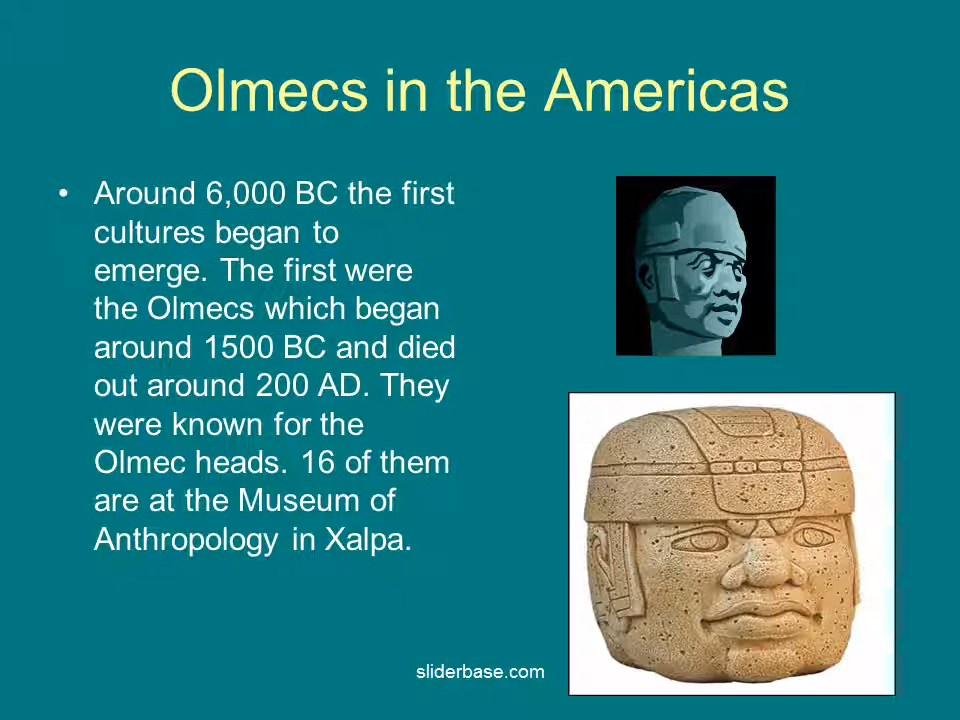 Olmecs in the Americas
• Around 6,000 BC the first
cultures began to
emerge. The first were
the Olmecs which began
around 1500 BC and died
out around 200 AD. They
were known for the
Olmec heads. 16 of them
are at the Museum of
Anthropology in Xalpa.
sliderbase.com